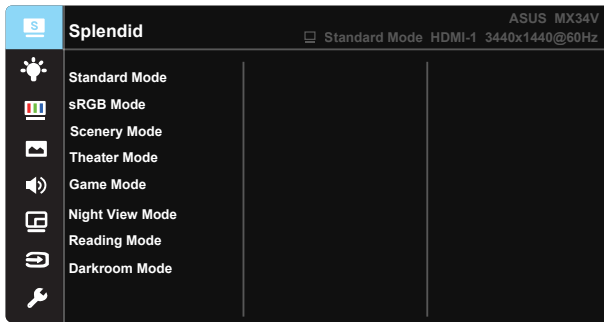 S
Splendid
ASUS MX34V
Standard Mode HDMI-1 3440x1440@60Hz
Standard Mode
sRGB Mode
Scenery Mode
Theater Mode
Game Mode
Night View Mode
Reading Mode
Darkroom Mode